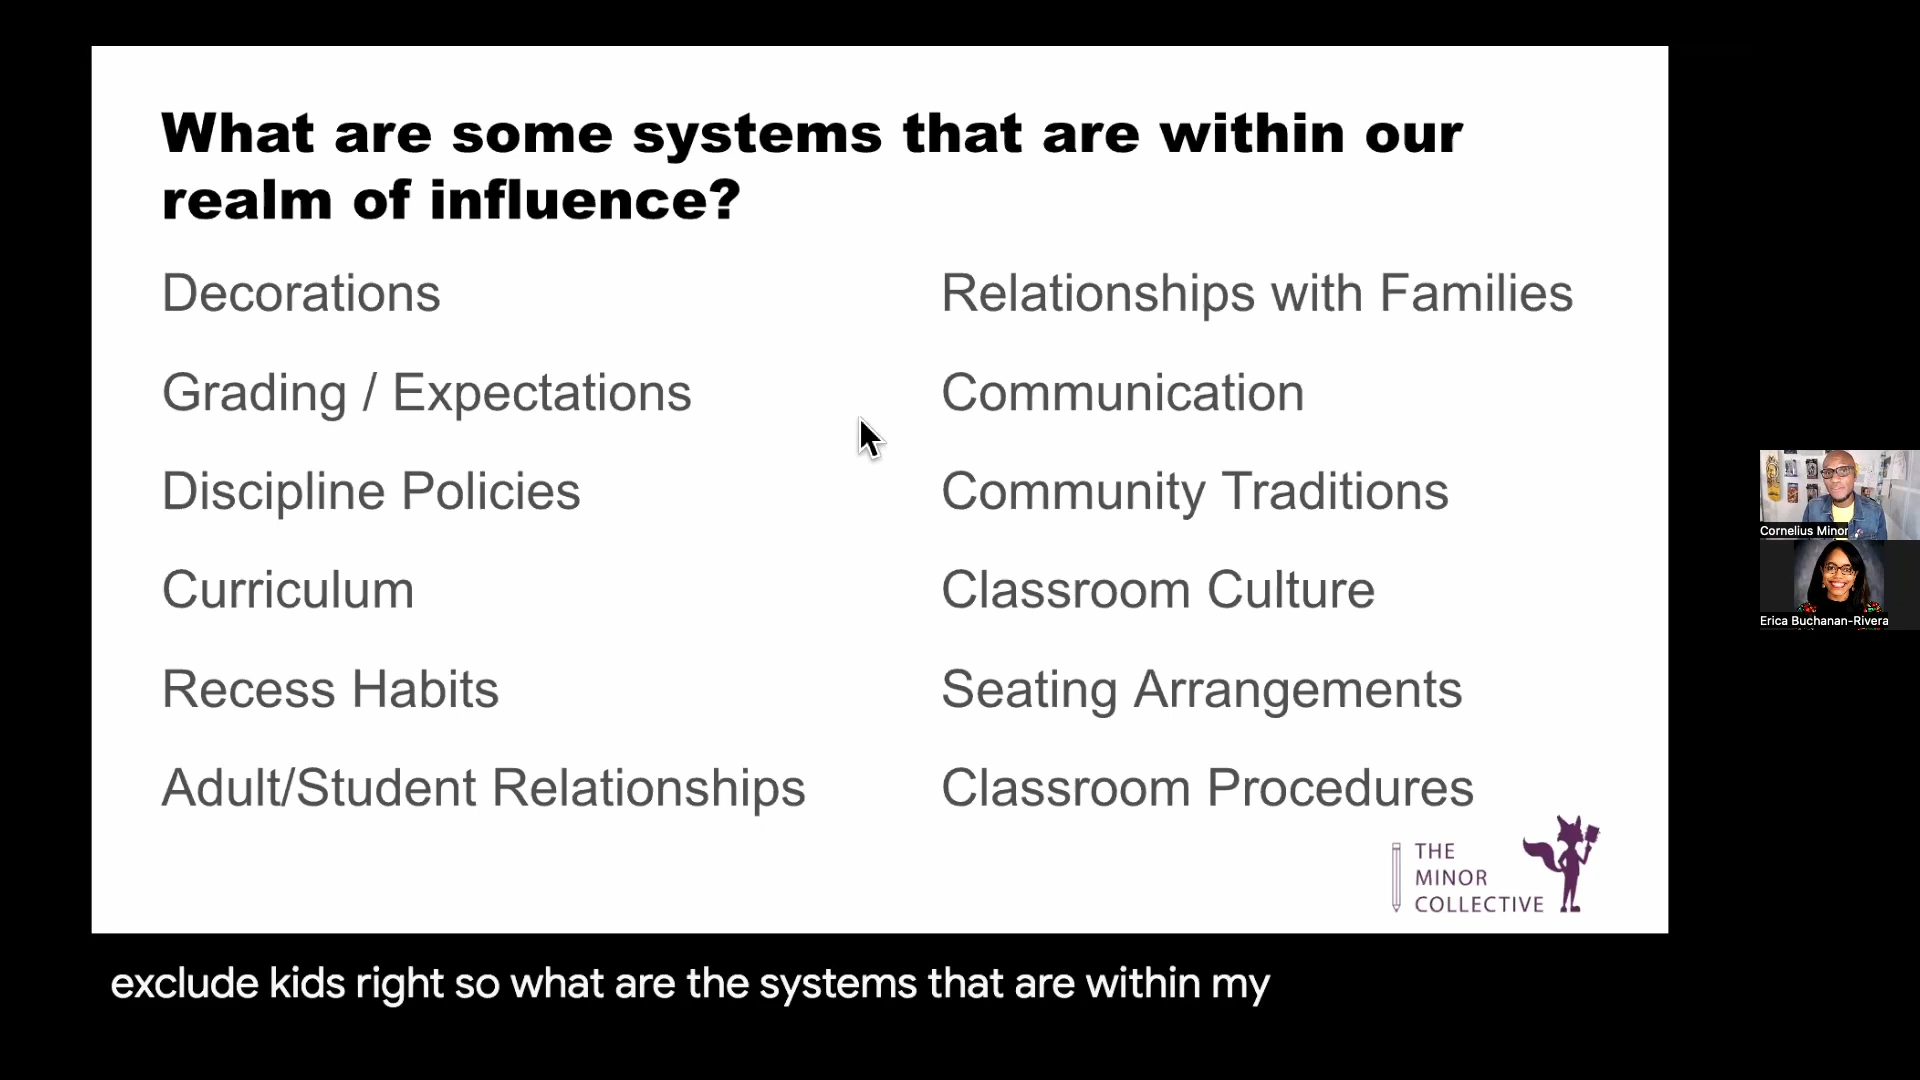 What are some systems that are within our
realm of influence?
Decorations
Grading / Expectations
Discipline Policies
Curriculum
Recess Habits
Adult/Student Relationships
Relationships with Families
Communication
Community Traditions
Classroom Culture
Seating Arrangements
Classroom Procedures
THE
MINOR
COLLECTIVE
Cornelius Minor
Erica Buchanan-Rivera
exclude kids right so what are the systems that are within my